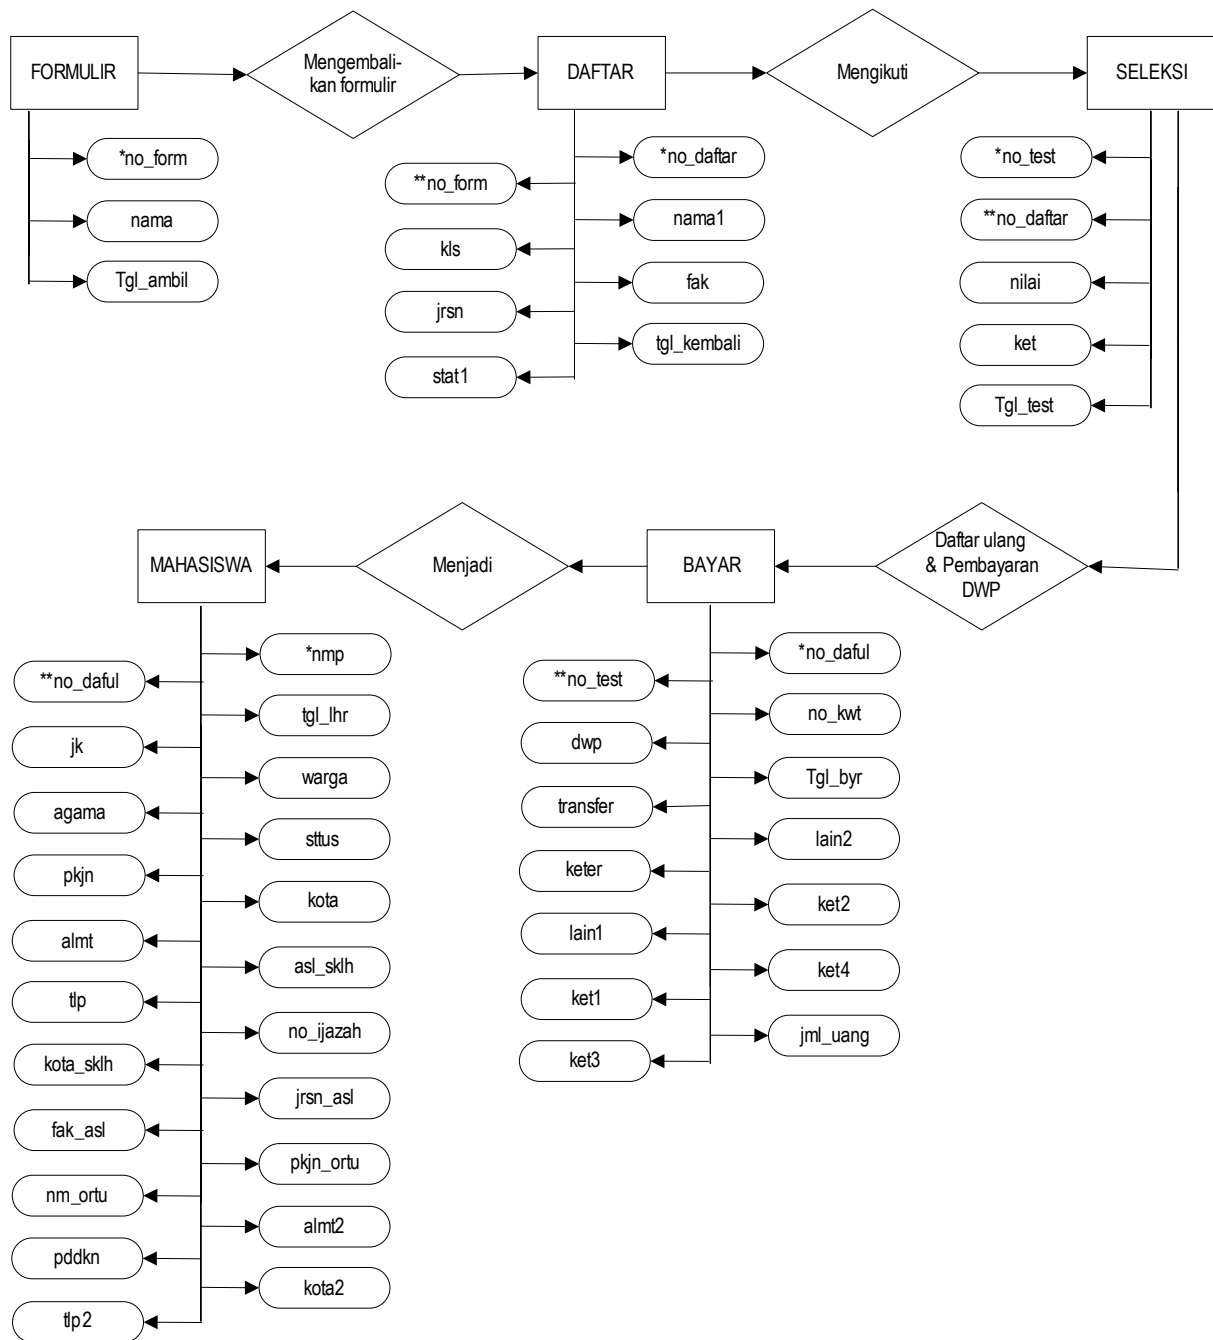 FORMULIR
Mengembali-
kan formulir
DAFTAR
Mengikuti
SELEKSI
*no_form
nama
Tgl_ambil
*no_daftar
**no_form
nama1
kls
fak
jrsn
tgl_kembali
stat1
*no_test
**no_daftar
nilai
ket
Tgl_test
MAHASISWA
Menjadi
BAYAR
Daftar ulang
& Pembayaran
DWP
*nmp
**no_daful
tgl_lhr
jk
warga
agama
sttus
pkjn
kota
almt
asl_sklh
tlp
no_ijazah
kota_sklh
jrsn_asl
fak_asl
pkjn_ortu
nm_ortu
almt2
pddkn
kota2
tlp2
*no_daful
**no_test
no_kwt
dwp
Tgl_byr
transfer
lain2
keter
ket2
lain1
ket4
ket1
jml_uang
ket3